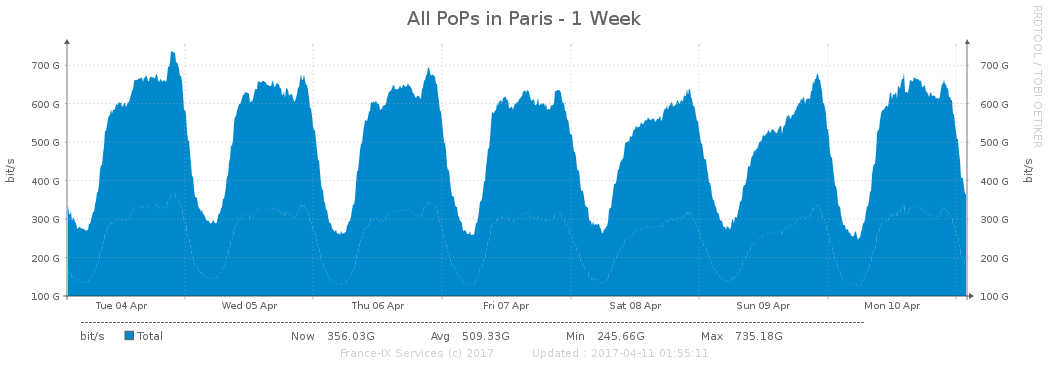 All PoPs in Paris - 1 Week
RRDTOOL / TOBI OETIKER
bit/s
bit/s
700 G 700 G
600 G 600 G
500 G 500 G
400 G 400 G
300 G 300 G
200 G 200 G
100 G 100 G
Tue 04 Apr Wed 05 Apr Thu 06 Apr Fri 07 Apr Sat 08 Apr Sun 09 Apr Mon 10 Apr
bit/s Total Now 356.03G Avg 509.33G Min 245.66G Max 735.18G
France-IX Services (c) 2017 Updated : 2017-04-11 01:55:11